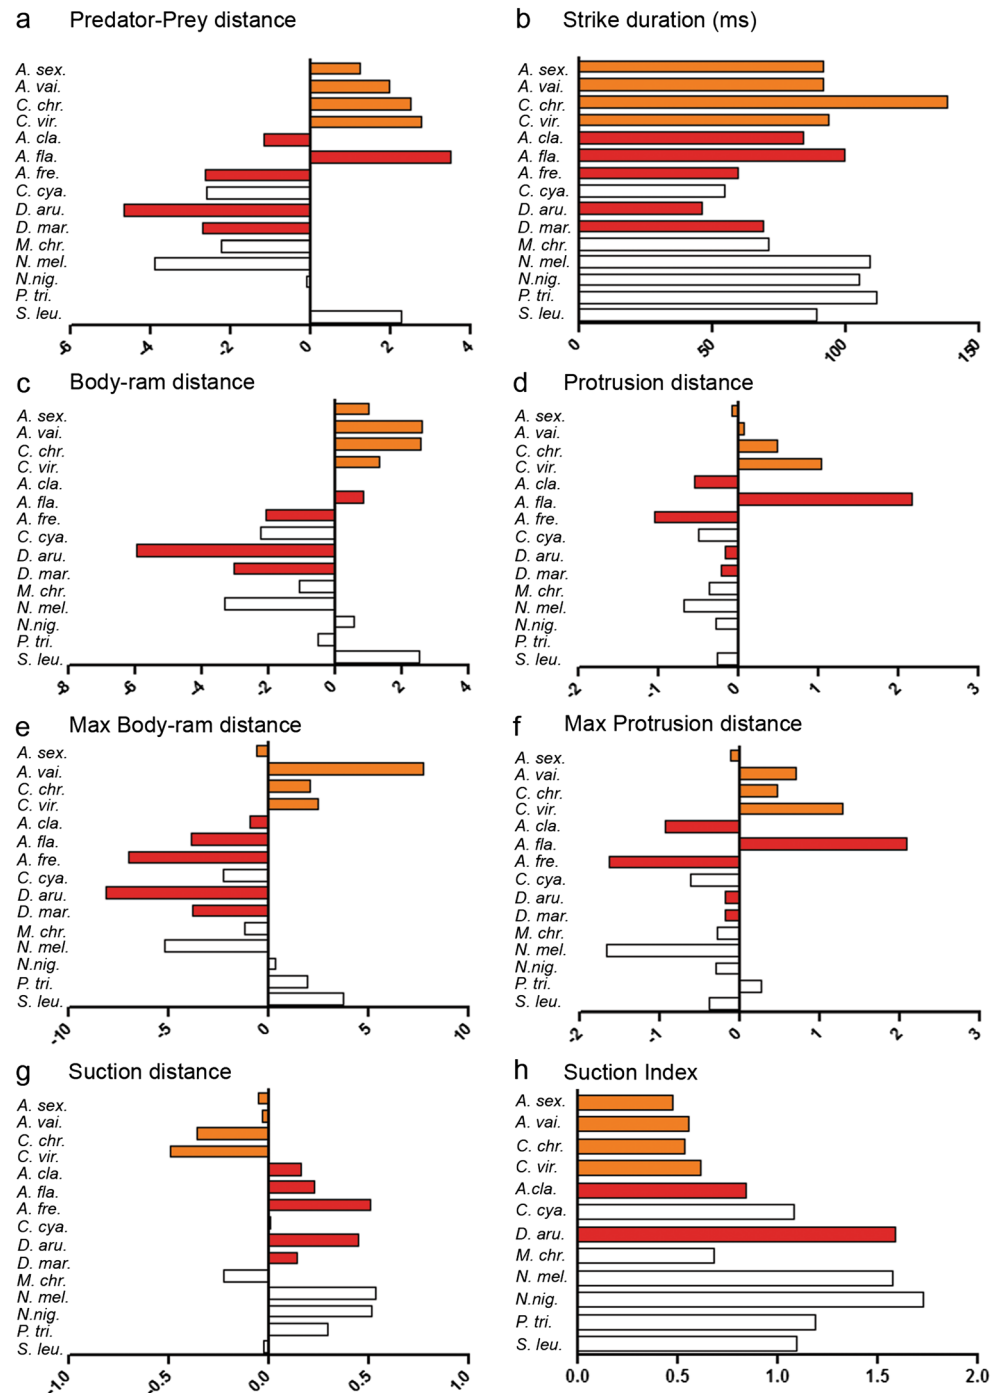 a Predator-Prey distance
A. sex.
A. vai.
C. chr.
C. vir.
A. cla.
A. fla.
A. fre.
C. cya.
D. aru.
D. mar.
M. chr.
N. mel.
N.nig.
P. tri.
S. leu.
-6 -4 -2 0 2 4
b Strike duration (ms)
A. sex.
A. vai.
C. chr.
C. vir.
A. cla.
A. fla.
A. fre.
C. cya.
D. aru.
D. mar.
M. chr.
N. mel.
N.nig.
P. tri.
S. leu.
0 50 100 150
c Body-ram distance
A. sex.
A. vai.
C. chr.
C. vir.
A. cla.
A. fla.
A. fre.
C. cya.
D. aru.
D. mar.
M. chr.
N. mel.
N.nig.
P. tri.
S. leu.
-8 -6 -4 -2 0 2 4
d Protrusion distance
A. sex.
A. vai.
C. chr.
C. vir.
A. cla.
A. fla.
A. fre.
C. cya.
D. aru.
D. mar.
M. chr.
N. mel.
N.nig.
P. tri.
S. leu.
-2 -1 0 1 2 3
e Max Body-ram distance
A. sex.
A. vai.
C. chr.
C. vir.
A. cla.
A. fla.
A. fre.
C. cya.
D. aru.
D. mar.
M. chr.
N. mel.
N.nig.
P. tri.
S. leu.
-10 -5 0 5 10
f Max Protrusion distance
A. sex.
A. vai.
C. chr.
C. vir.
A. cla.
A. fla.
A. fre.
C. cya.
D. aru.
D. mar.
M. chr.
N. mel.
N.nig.
P. tri.
S. leu.
-2 -1 0 1 2 3
g Suction distance
A. sex.
A. vai.
C. chr.
C. vir.
A. cla.
A. fla.
A. fre.
C. cya.
D. aru.
D. mar.
M. chr.
N. mel.
N.nig.
P. tri.
S. leu.
-1.0 -0.5 0.0 0.5 1.0
h Suction Index
A. sex.
A. vai.
C. chr.
C. vir.
A.cla.
C. cya.
D. aru.
M. chr.
N. mel.
N.nig.
P. tri.
S. leu.
0.0 0.5 1.0 1.5 2.0